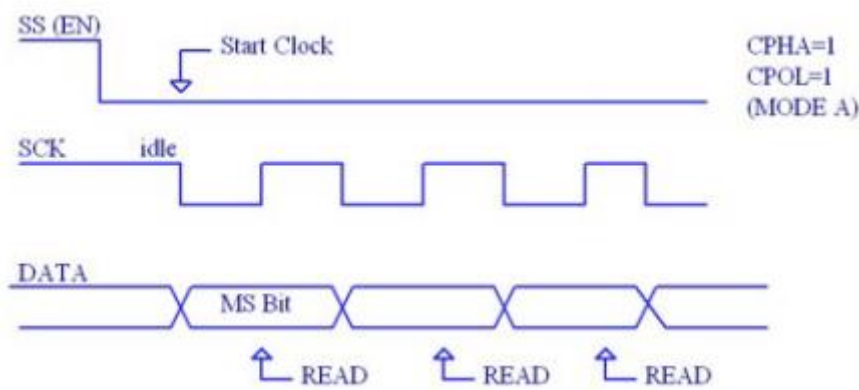 SS (EN)
Start Clock
CPHA=1
CPOL=1
(MODE A)
SCK idle
DATA
MS Bit
READ READ READ